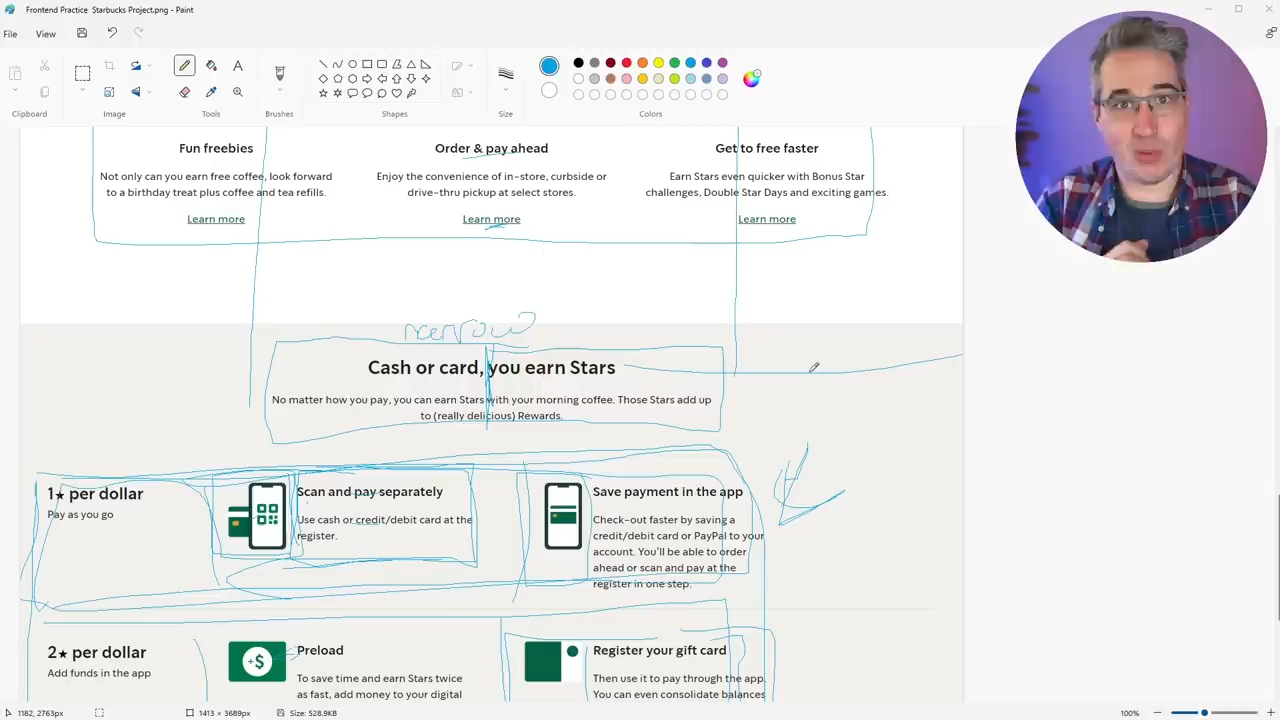 Frontend Practice Starbucks Project.png - Paint
File
View
Clipboard
Image
Tools
Brushes
Shapes
Size
Colors
Fun freebies
Not only can you earn free coffee, look forward
to a birthday treat plus coffee and tea refills.
Learn more
Order & pay ahead
Enjoy the convenience of in-store, curbside or
drive-thru pickup at select stores.
Learn more
Get to free faster
Earn Stars even quicker with Bonus Star
challenges, Double Star Days and exciting games.
Learn more
Cash or card, you earn Stars
No matter how you pay, you can earn Stars with your morning coffee. Those Stars add up
to (really delicious) Rewards.
1★ per dollar
Pay as you go
Scan and pay separately
Use cash or credit/debit card at the
register.
Save payment in the app
Check-out faster by saving a
credit/debit card or PayPal to your
account. You'll be able to order
ahead or scan and pay at the
register in one step.
2★ per dollar
Add funds in the app
+$
Preload
To save time and earn Stars twice
as fast, add money to your digital
Register your gift card
Then use it to pay through the app.
You can even consolidate balances
1182, 2763px
1413 × 3689px
Size: 528.9KB
100%